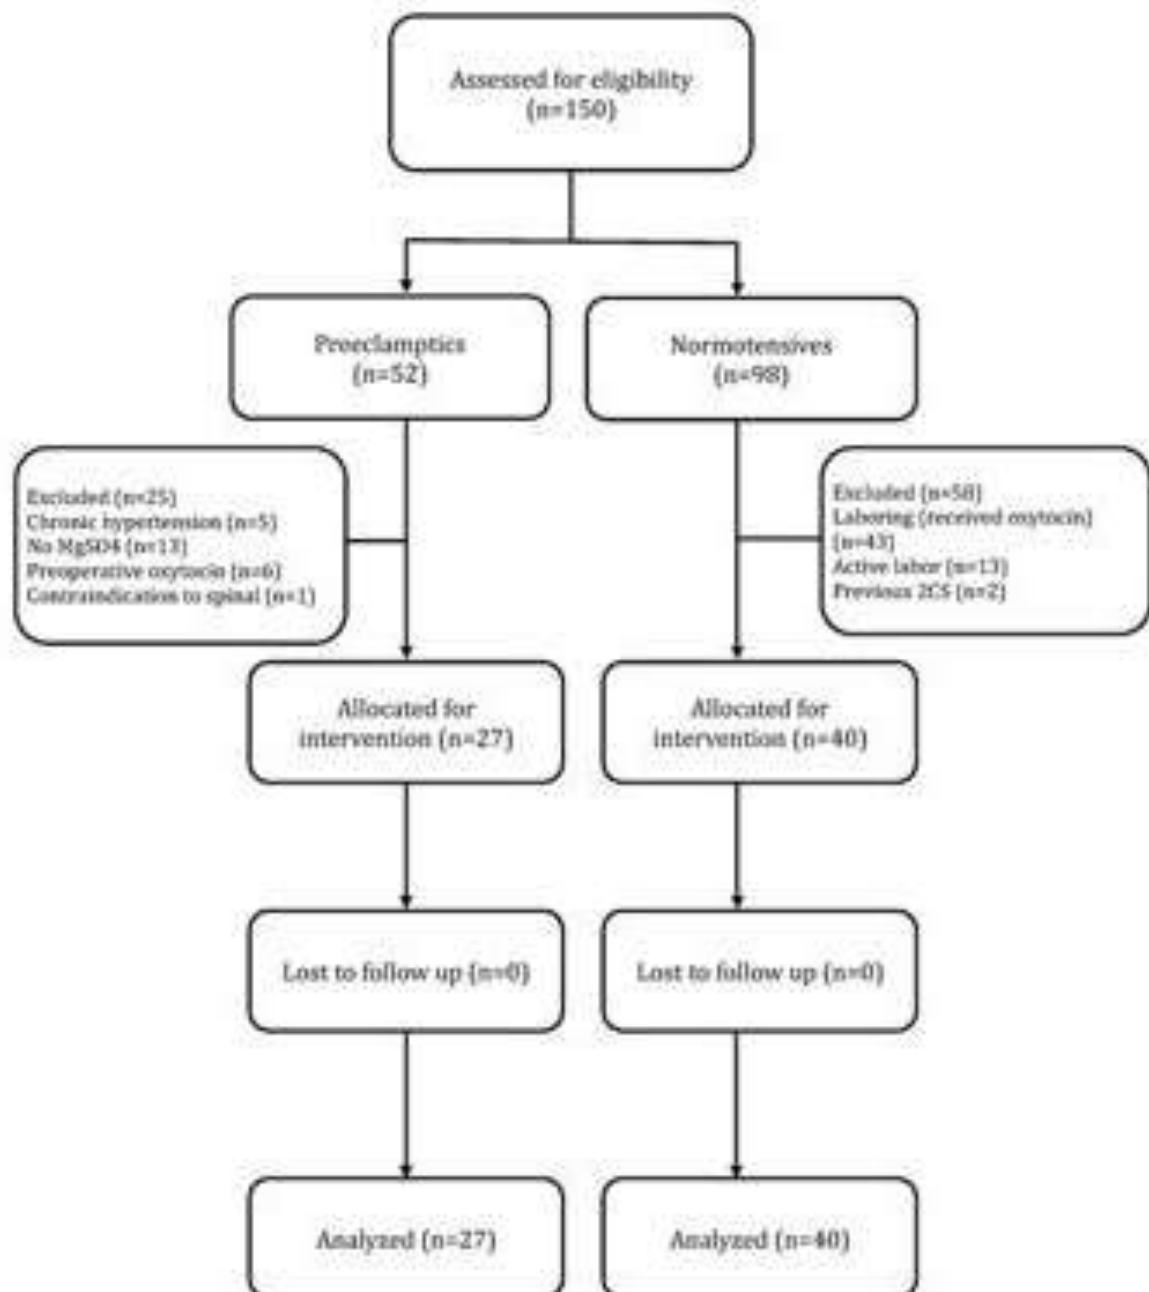 Assessed for eligibility
(n=150)
Preeclamptics
(n=52)
Normotensives
(n=98)
Excluded (n=25)
Chronic hypertension (n=5)
No MgSO4 (n=13)
Preoperative oxytocin (n=6)
Contraindication to spinal (n=1)
Excluded (n=58)
Laboring (received oxytocin)
(n=43)
Active labor (n=13)
Previous 2CS (n=2)
Allocated for
intervention (n=27)
Allocated for
intervention (n=40)
Lost to follow up (n=0)
Lost to follow up (n=0)
Analyzed (n=27)
Analyzed (n=40)